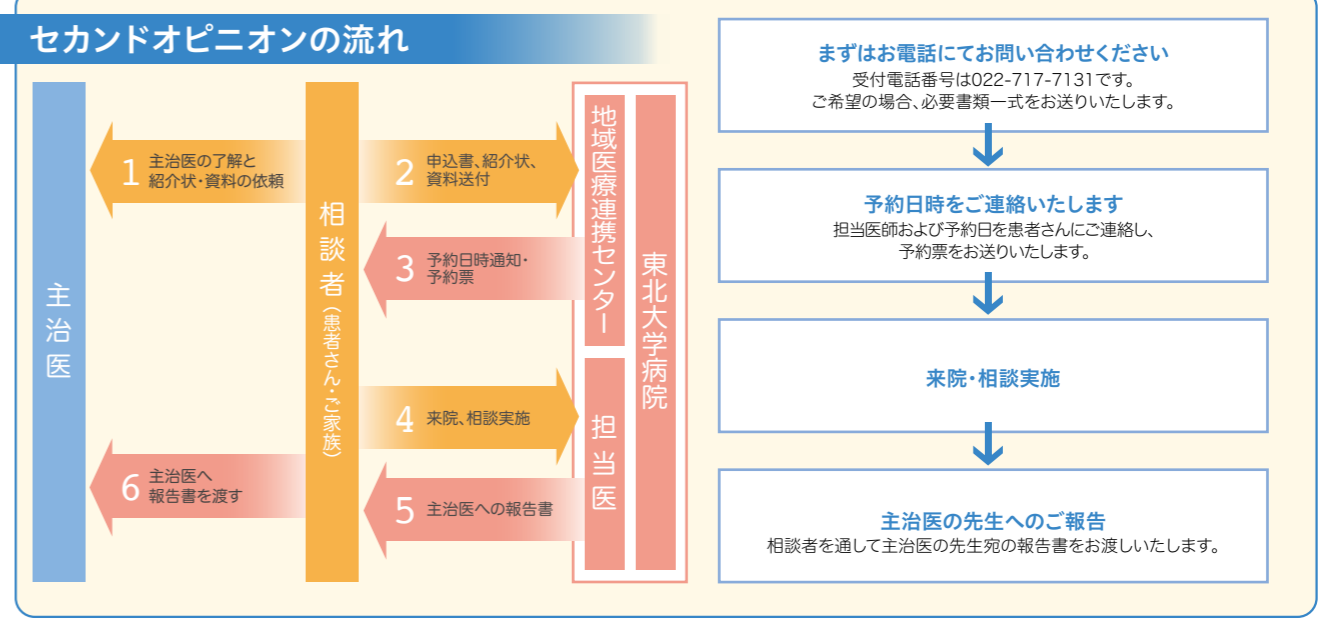 セカンドオピニオンの流れ
主治医
1 主治医の了解と
紹介状・資料の依頼
6 主治医へ
報告書を渡す
相談者(患者さん・ご家族)
2 申込書、紹介状、
資料送付
3 予約日時通知・
予約票
4 来院、相談実施
5 主治医への報告書
地域医療連携センター
担当医
東北大学病院
まずはお電話にてお問い合わせください
受付電話番号は022-717-7131です。
ご希望の場合、必要書類一式をお送りいたします。
予約日時をご連絡いたします
担当医師および予約日を患者さんにご連絡し、
予約票をお送りいたします。
来院・相談実施
主治医の先生へのご報告
相談者を通して主治医の先生宛の報告書をお渡しいたします。